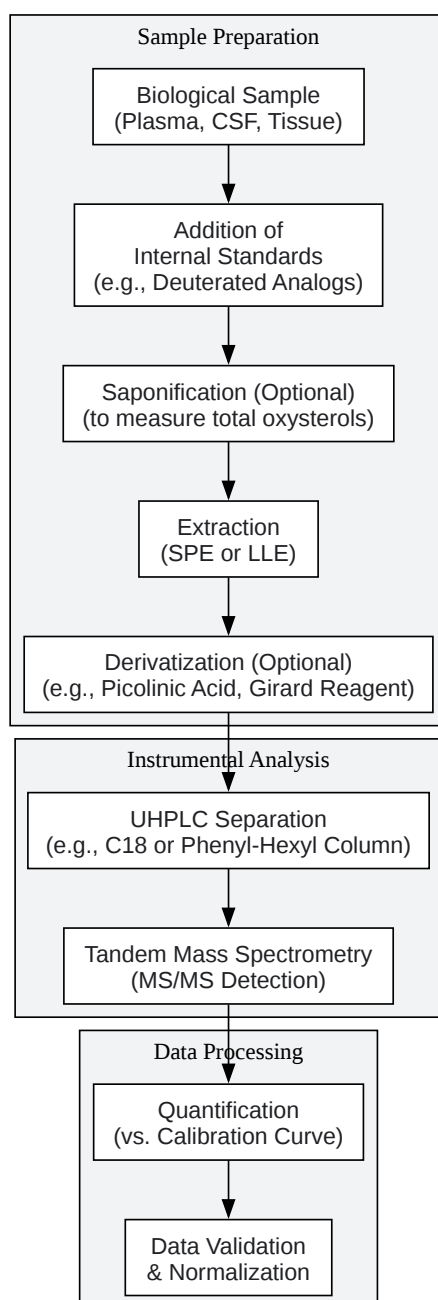 Sample Preparation
Biological Sample
(Plasma, CSF, Tissue)
Addition of
Internal Standards
(e.g., Deuterated Analogs)
Saponification (Optional)
(to measure total oxysterols)
Extraction
(SPE or LLE)
Derivatization (Optional)
(e.g., Picolinic Acid, Girard Reagent)
Instrumental Analysis
UHPLC Separation
(e.g., C18 or Phenyl-Hexyl Column)
Tandem Mass Spectrometry
(MS/MS Detection)
Data Processing
Quantification
(vs. Calibration Curve)
Data Validation
& Normalization